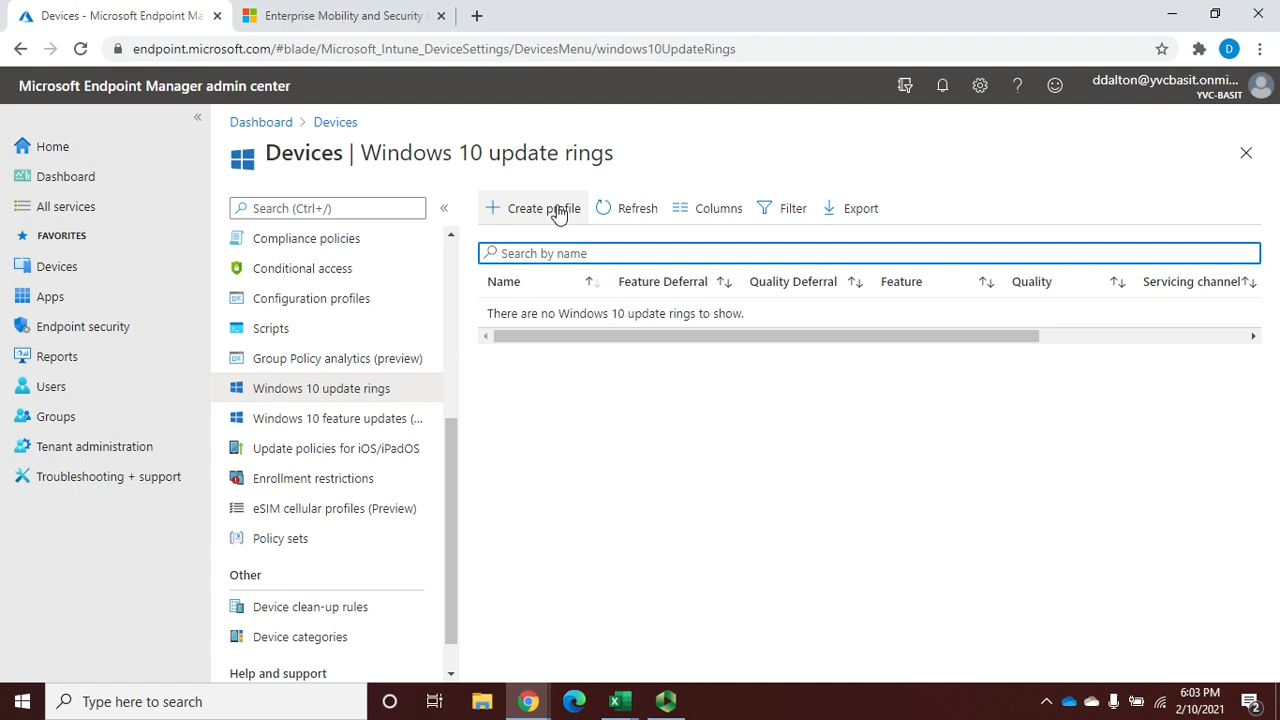 Devices - Microsoft Endpoint Ma
Enterprise Mobility and Security
endpoint.microsoft.com/#blade/Microsoft_Intune_DeviceSettings/DevicesMenu/windows10UpdateRings
D
Microsoft Endpoint Manager admin center
ddalton@yvcbasit.onmi...
YVC-BASIT
Home
Dashboard
All services
FAVORITES
Devices
Apps
Endpoint security
Reports
Users
Groups
Tenant administration
Troubleshooting + support
Dashboard > Devices
Devices | Windows 10 update rings
Search (Ctrl+/)
Compliance policies
Conditional access
Configuration profiles
Scripts
Group Policy analytics (preview)
Windows 10 update rings
Windows 10 feature updates (...
Update policies for iOS/iPadOS
Enrollment restrictions
eSIM cellular profiles (Preview)
Policy sets
Other
Device clean-up rules
Device categories
Help and support
Create profile Refresh Columns Filter Export
Search by name
Name Feature Deferral Quality Deferral Feature Quality Servicing channel
There are no Windows 10 update rings to show.
Type here to search
6:03 PM
2/10/2021
2